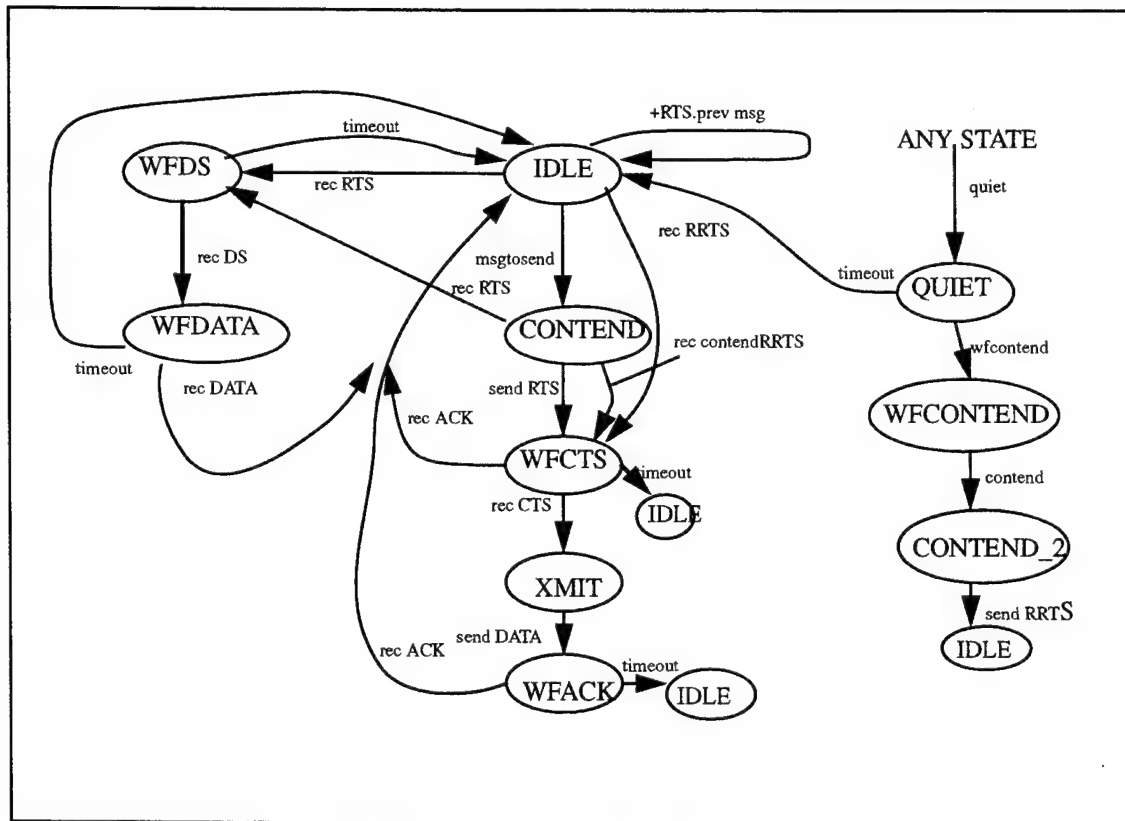 +RTS.prev msg
timeout
ANY STATE
WFDS
IDLE
rec RTS
quiet
rec RRTS
rec DS
msgtosend
timeout
QUIET
rec RTS
WFDATA
CONTEND
wfcontend
rec contendRRTS
timeout
rec DATA
send RTS
WFCONTEND
rec ACK
WFCTS
timeout
contend
rec CTS
IDLE
CONTEND_2
XMIT
send RRTS
send DATA
rec ACK
IDLE
timeout
WFACK
IDLE